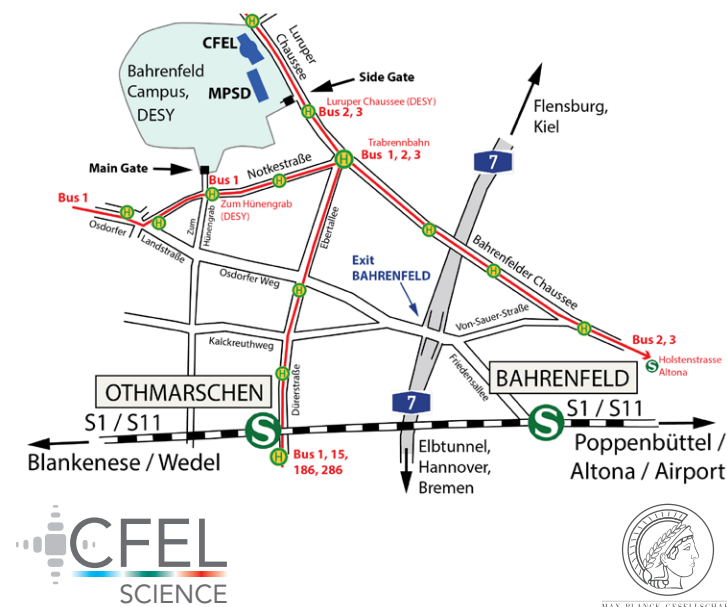 CFEL
Luruper
Chaussee
Bahrenfeld
Campus,
DESY
MPSD
Side Gate
Flensburg,
Kiel
Luruper Chaussee (DESY)
Bus 2, 3
Trabrennbahn
Bus 1, 2, 3
7
Main Gate
Notkestraße
Bus 1
Bus 1
Zum Hünengrab
(DESY)
Zum
Hünengrab
Osdorfer
Landstraße
Ebertallee
Osdorfer Weg
Exit
BAHRENFELD
Bahrenfelder Chaussee
Von-Sauer-Straße
Kalckreuthweg
Friedensallee
Bus 2, 3
S
Holstenstrasse
Altona
Dürerstraße
OTHMARSCHEN
BAHRENFELD
7
S1 / S11
S
S
S1 / S11
Blankenese / Wedel
Bus 1, 15,
186, 286
Elbtunnel,
Hannover,
Bremen
Poppenbüttel /
Altona / Airport
H
H
H
H
H
H
H
H
H
H
H
H
H
CFEL
SCIENCE